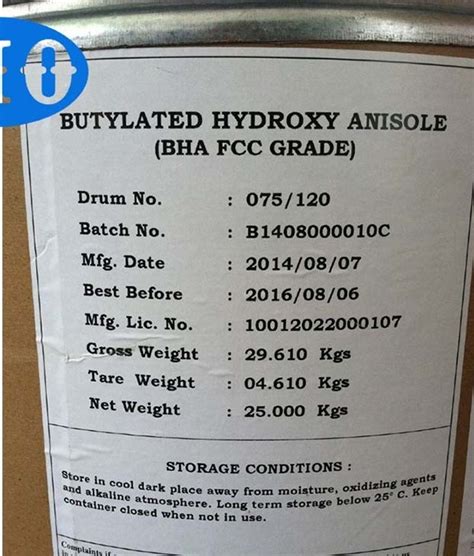 BUTYLATED HYDROXY ANISOLE
(BHA FCC GRADE)
Drum No. : 075/120
Batch No. : B1408000010C
Mfg. Date : 2014/08/07
Best Before : 2016/08/06
Mfg. Lic. No. : 10012022000107
Gross Weight : 29.610 Kgs
Tare Weight : 04.610 Kgs
Net Weight : 25.000 Kgs
STORAGE CONDITIONS :
Store in cool dark place away from moisture, oxidizing agents
and alkaline atmosphere. Long term storage below 25° C. Keep
container closed when not in use.
Complaints if